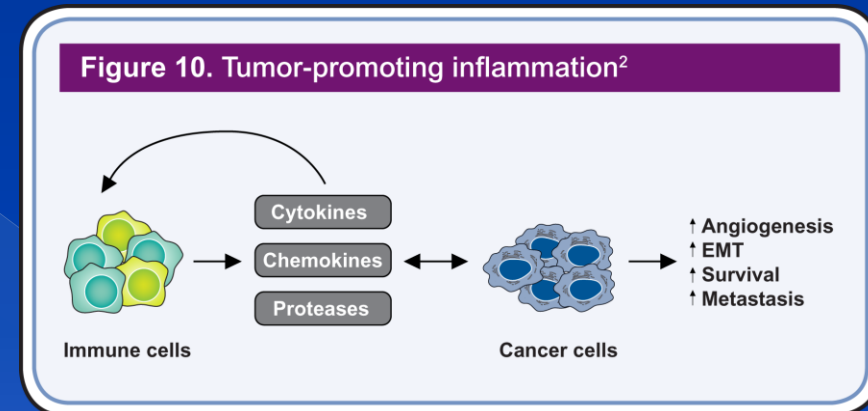 Figure 10. Tumor-promoting inflammation²
Cytokines
Chemokines
Proteases
Immune cells
Cancer cells
↑ Angiogenesis
↑ EMT
↑ Survival
↑ Metastasis